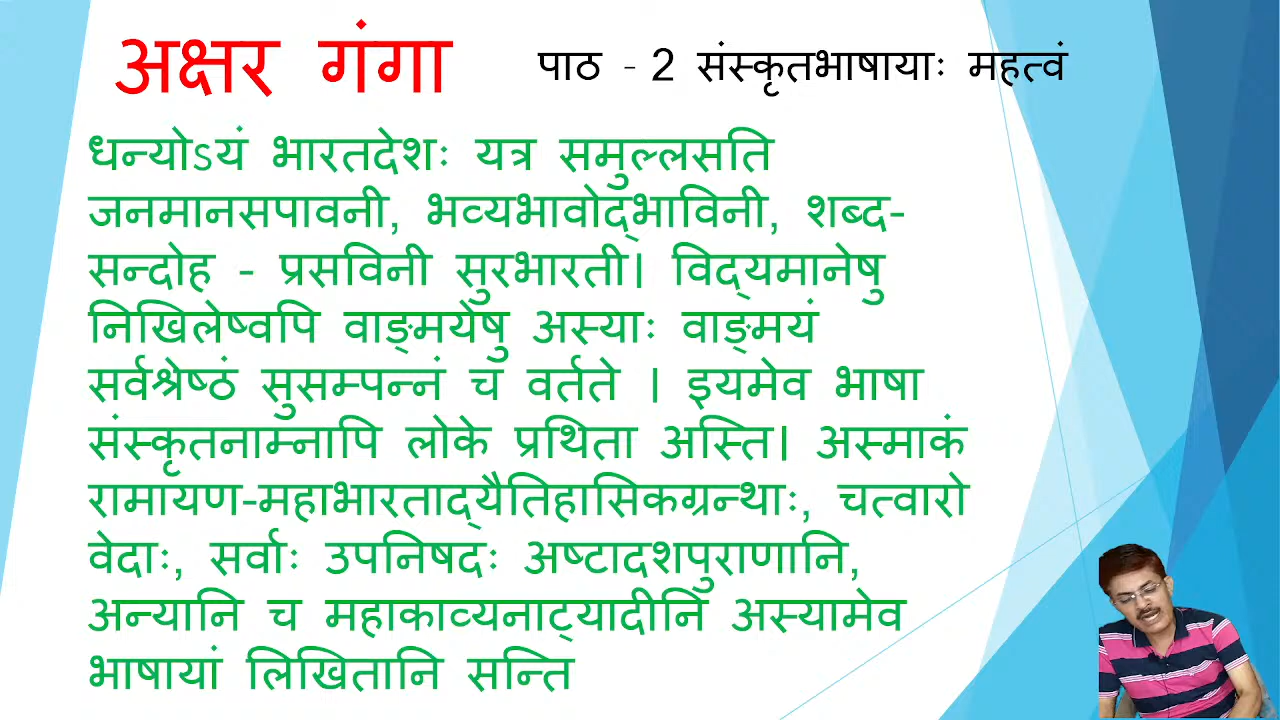 अक्षर गंगा
पाठ - 2 संस्कृतभाषायाः महत्वं
धन्योऽयं भारतदेशः यत्र समुल्लसति
जनमानसपावनी, भव्यभावोद्भाविनी, शब्द-
सन्दोह - प्रसविनी सुरभारती। विद्यमानेषु
निखिलेष्वपि वाङ्मयेषु अस्याः वाङ्मयं
सर्वश्रेष्ठं सुसम्पन्नं च वर्तते । इयमेव भाषा
संस्कृतनाम्नापि लोके प्रथिता अस्ति। अस्माकं
रामायण-महाभारताद्यैतिहासिकग्रन्थाः, चत्वारो
वेदाः, सर्वाः उपनिषदः अष्टादशपुराणानि,
अन्यानि च महाकाव्यनाट्यादीनि अस्यामेव
भाषायां लिखितानि सन्ति